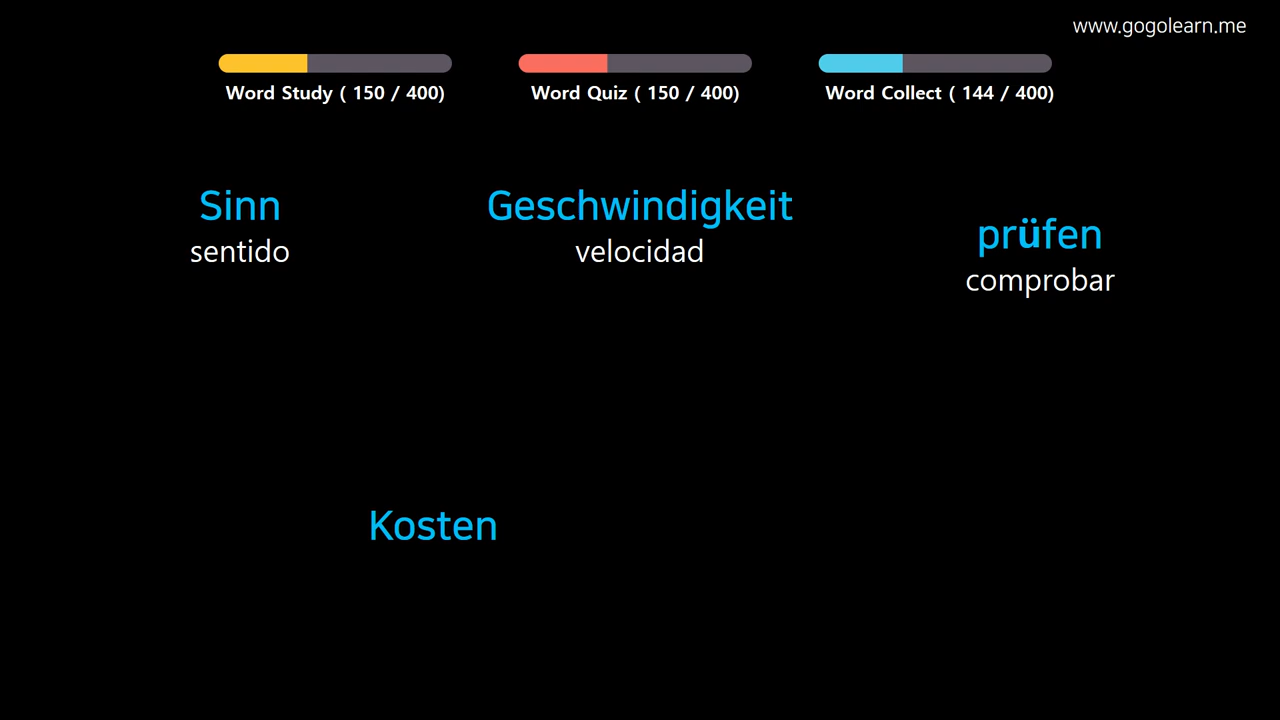 www.gogolearn.me
Word Study ( 150 / 400)
Word Quiz ( 150 / 400)
Word Collect ( 144 / 400)
Sinn
sentido
Geschwindigkeit
velocidad
prüfen
comprobar
Kosten